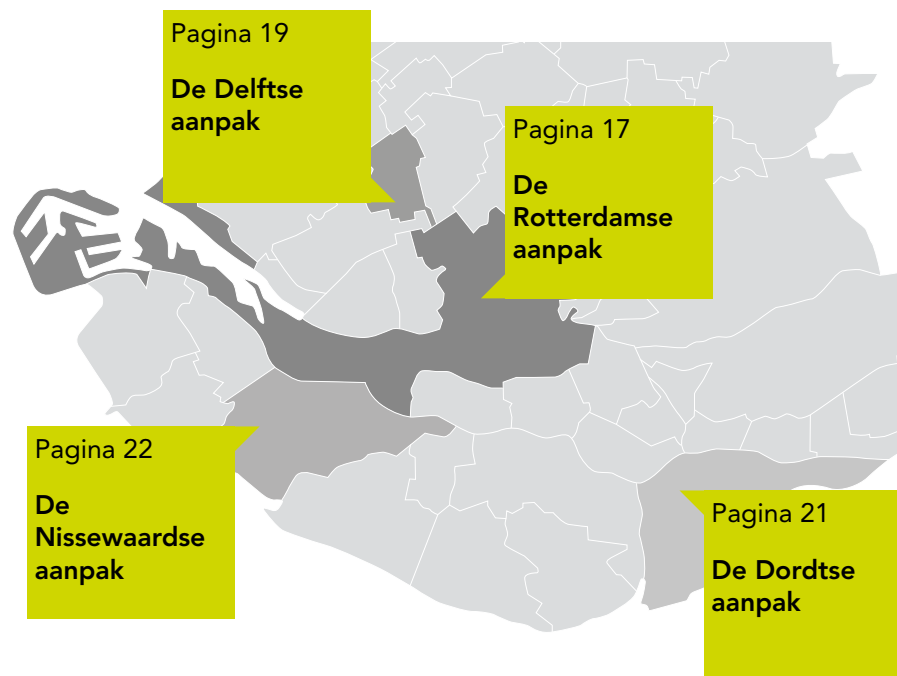 Pagina 19
De Delftse
aanpak
Pagina 17
De
Rotterdamse
aanpak
Pagina 22
De
Nissewaardse
aanpak
Pagina 21
De Dordtse
aanpak